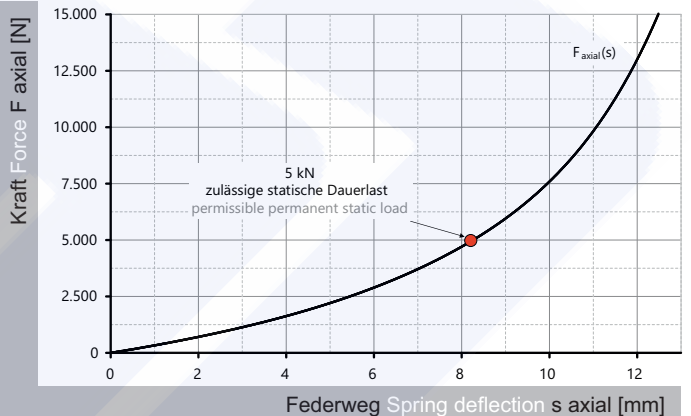 Kraft Force F axial [N]
15.000
12.500
10.000
7.500
5.000
2.500
0
F axial (s)
5 kN
zulässige statische Dauerlast
permissible permanent static load
0 2 4 6 8 10 12
Federweg Spring deflection s axial [mm]